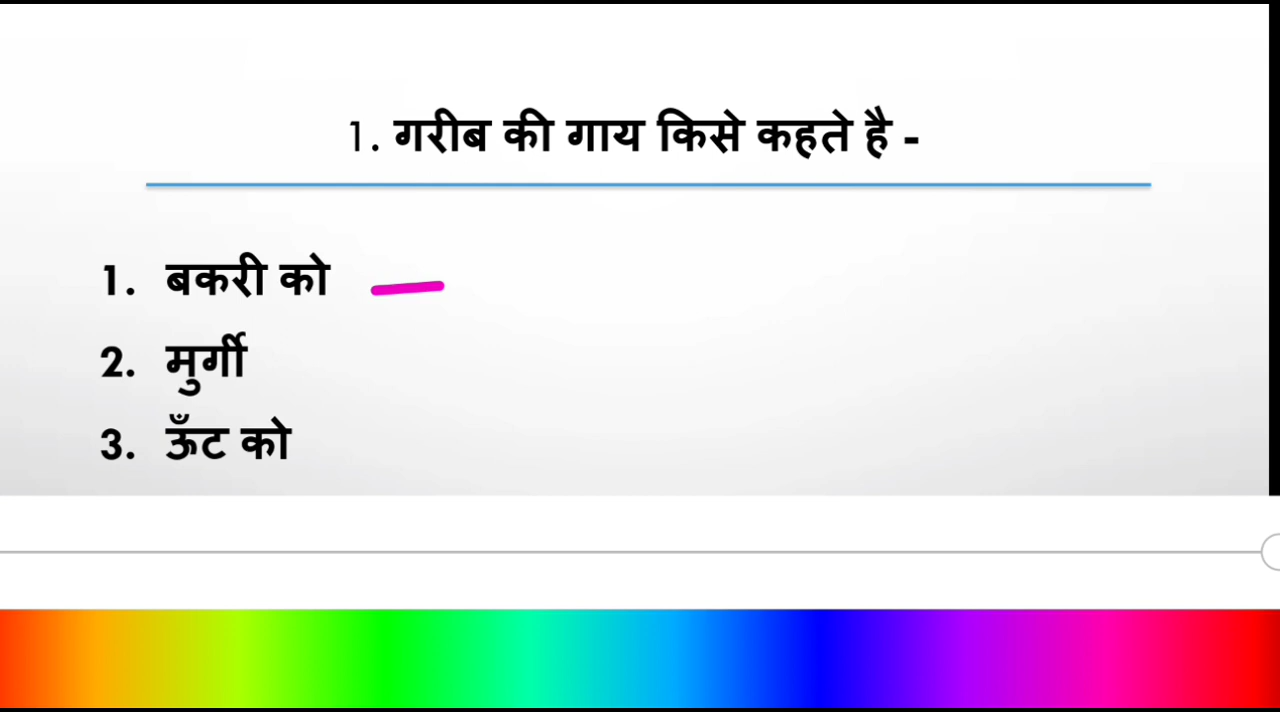 1. गरीब की गाय किसे कहते है -
1. बकरी को
2. मुर्गी
3. ऊँट को